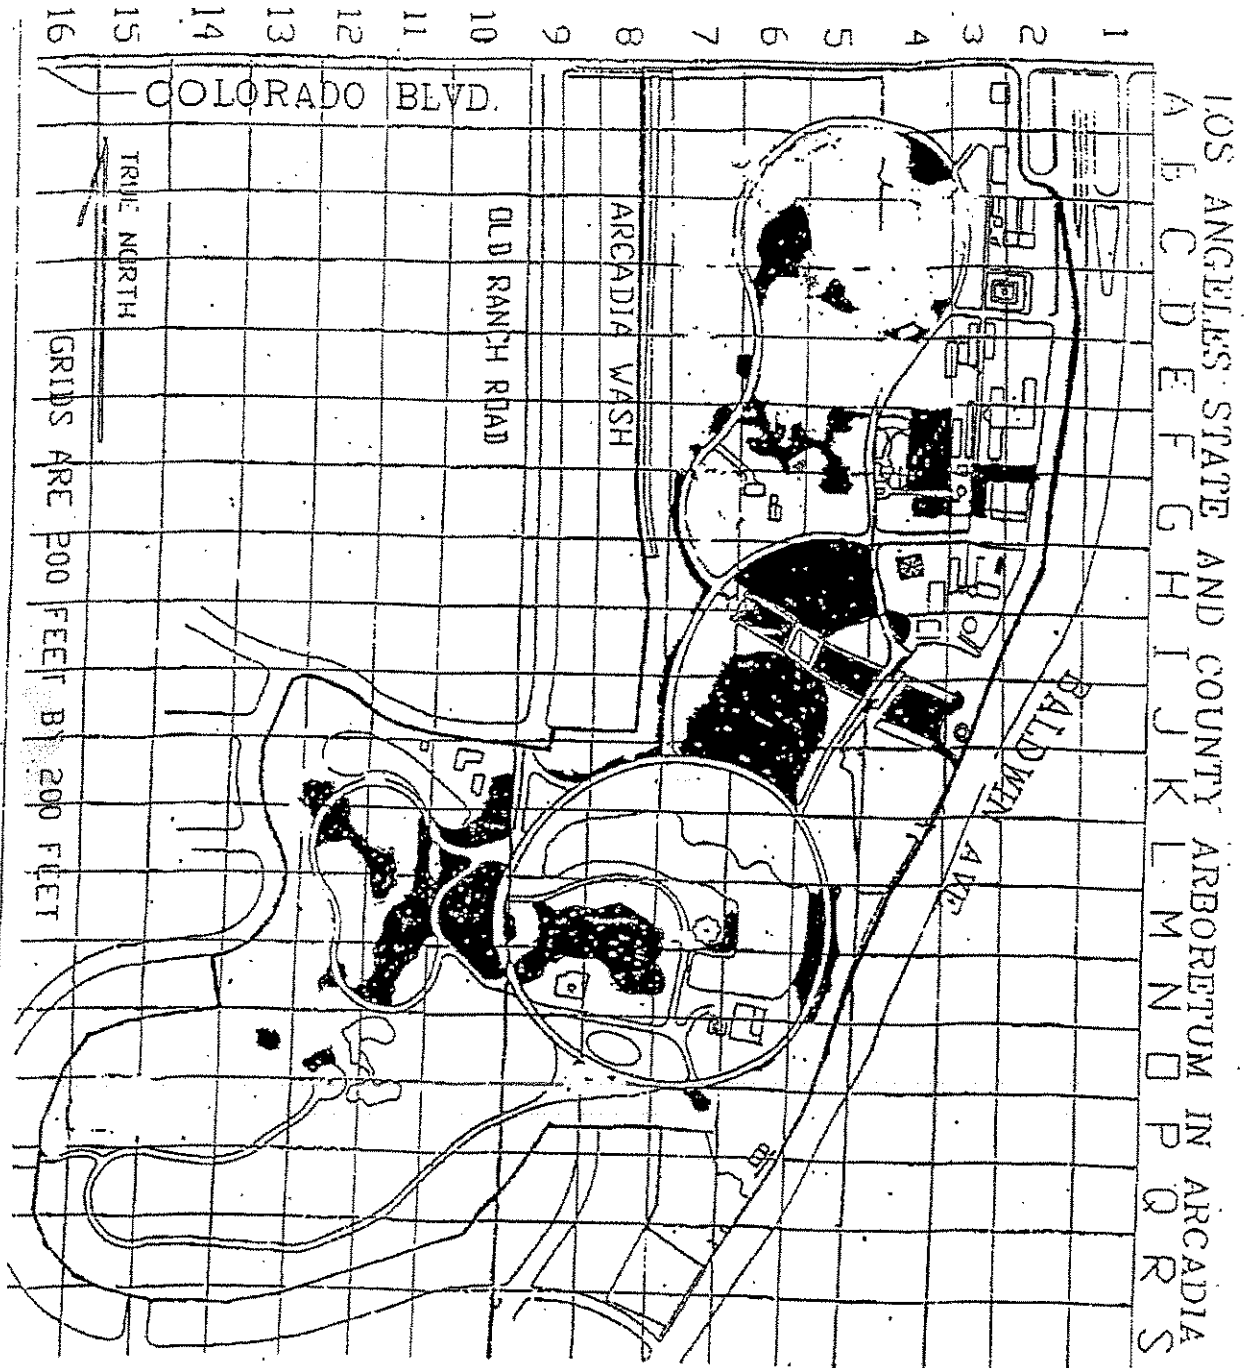 LOS ANGELES STATE AND COUNTY ARBORETUM IN ARCADIA
A B C D E F G H I J K L M N O P Q R S
1
2
3
4
5
6
7
8
9
10
11
12
13
14
15
16
COLORADO BLVD.
BALDWIN AVE
ARCADIA WASH
OLD RANCH ROAD
TRUE NORTH
GRIDS ARE 200 FEET BY 200 FEET